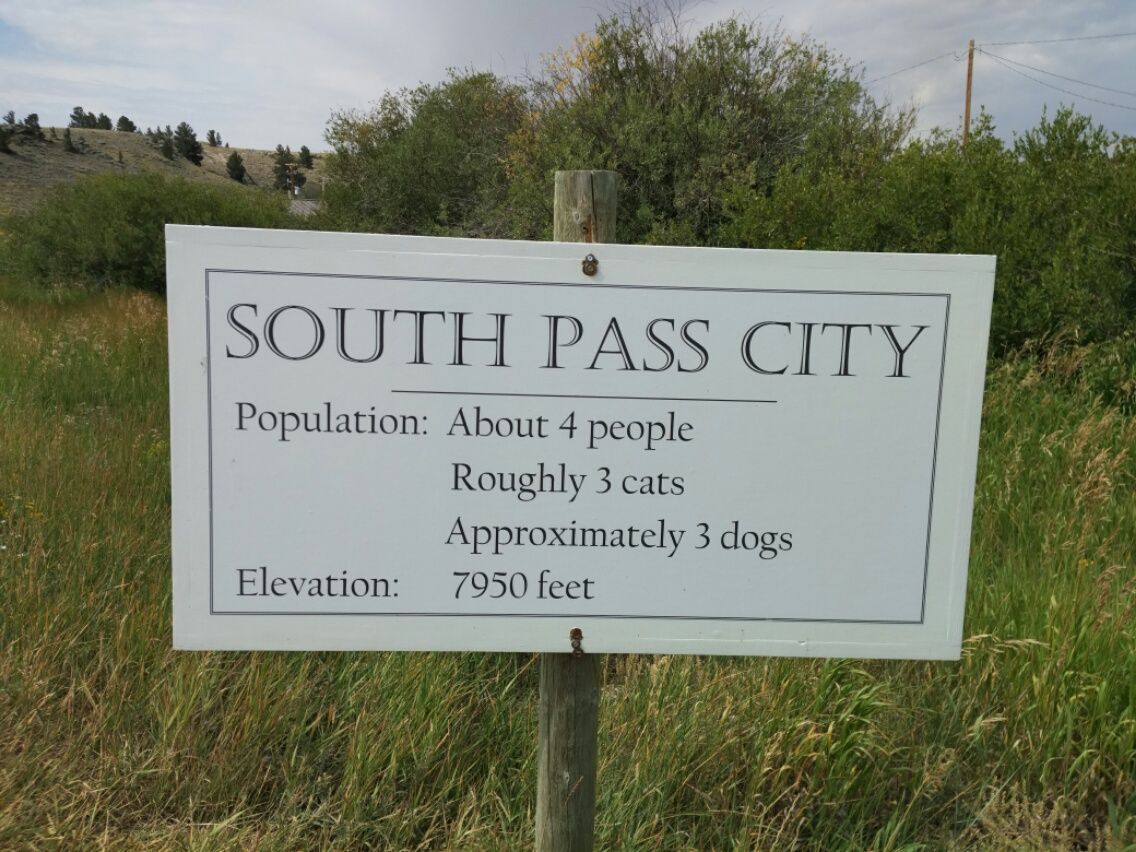 SOUTH PASS CITY
Population: About 4 people
Roughly 3 cats
Approximately 3 dogs
Elevation: 7950 feet